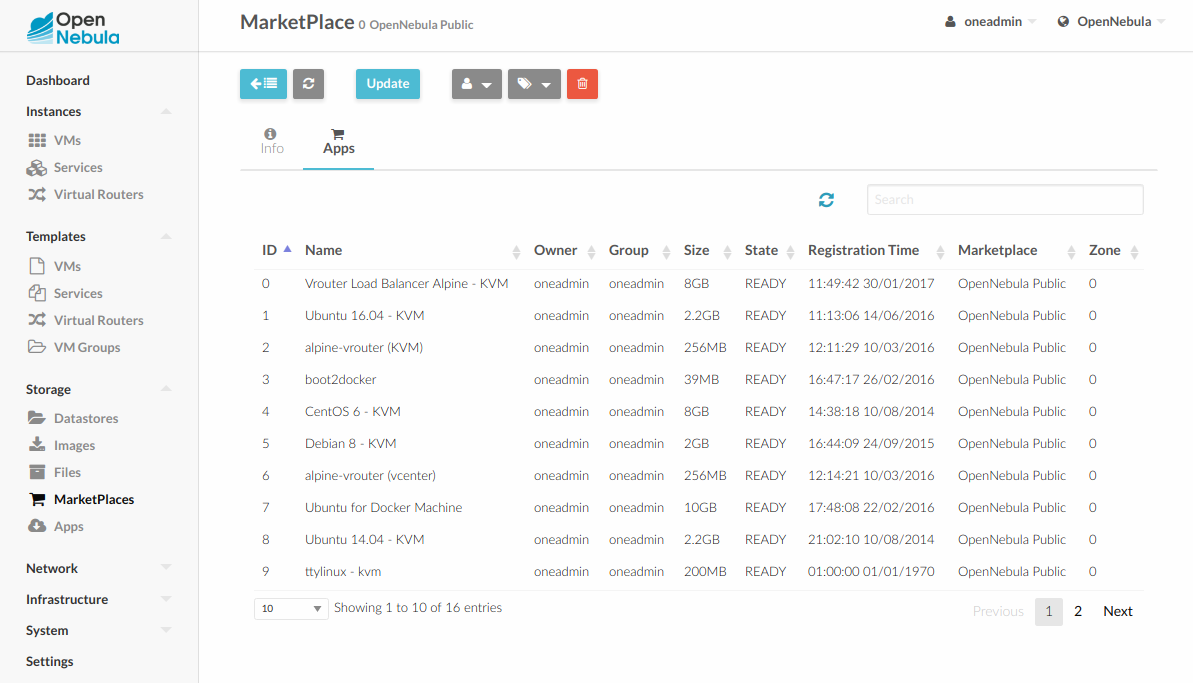 Open
Nebula
MarketPlace 0 OpenNebula Public
oneadmin
OpenNebula
Dashboard
Instances
VMs
Services
Virtual Routers
Templates
VMs
Services
Virtual Routers
VM Groups
Storage
Datastores
Images
Files
MarketPlaces
Apps
Network
Infrastructure
System
Settings
Update
Info
Apps
Search
ID Name Owner Group Size State Registration Time Marketplace Zone
0 Vrouter Load Balancer Alpine - KVM oneadmin oneadmin 8GB READY 11:49:42 30/01/2017 OpenNebula Public 0
1 Ubuntu 16.04 - KVM oneadmin oneadmin 2.2GB READY 11:13:06 14/06/2016 OpenNebula Public 0
2 alpine-vrouter (KVM) oneadmin oneadmin 256MB READY 12:11:29 10/03/2016 OpenNebula Public 0
3 boot2docker oneadmin oneadmin 39MB READY 16:47:17 26/02/2016 OpenNebula Public 0
4 CentOS 6 - KVM oneadmin oneadmin 8GB READY 14:38:18 10/08/2014 OpenNebula Public 0
5 Debian 8 - KVM oneadmin oneadmin 2GB READY 16:44:09 24/09/2015 OpenNebula Public 0
6 alpine-vrouter (vcenter) oneadmin oneadmin 256MB READY 12:14:21 10/03/2016 OpenNebula Public 0
7 Ubuntu for Docker Machine oneadmin oneadmin 10GB READY 17:48:08 22/02/2016 OpenNebula Public 0
8 Ubuntu 14.04 - KVM oneadmin oneadmin 2.2GB READY 21:02:10 10/08/2014 OpenNebula Public 0
9 ttylinux - kvm oneadmin oneadmin 200MB READY 01:00:00 01/01/1970 OpenNebula Public 0
10 Showing 1 to 10 of 16 entries
Previous 1 2 Next